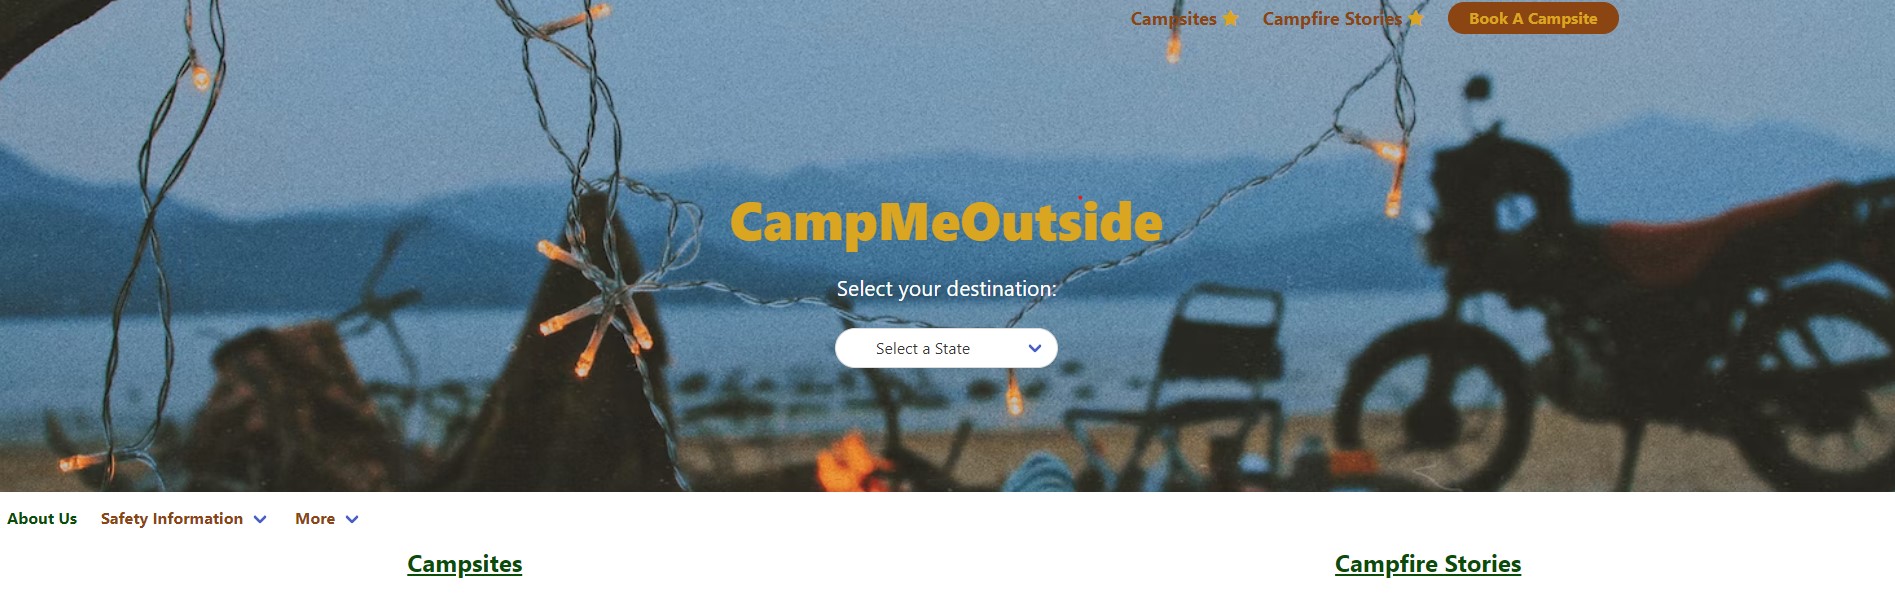 Campsites Campfire Stories Book A Campsite
CampMeOutside
Select your destination:
Select a State
About Us Safety Information More
Campsites Campfire Stories